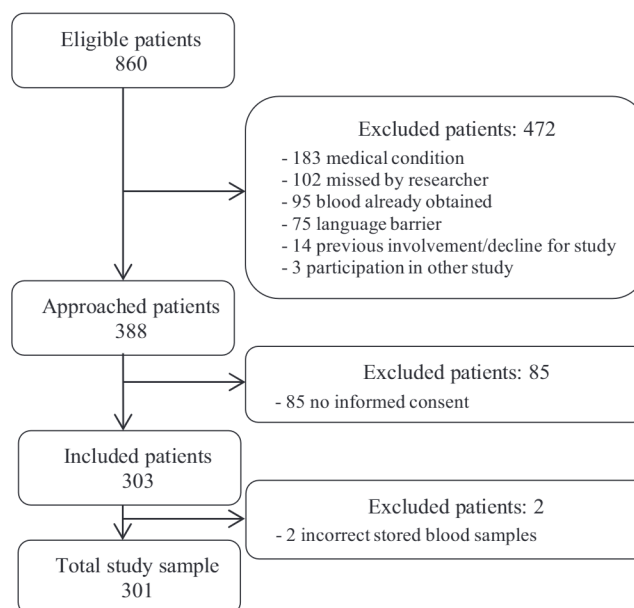 Eligible patients
860
Excluded patients: 472
- 183 medical condition
- 102 missed by researcher
- 95 blood already obtained
- 75 language barrier
- 14 previous involvement/decline for study
- 3 participation in other study
Approached patients
388
Excluded patients: 85
- 85 no informed consent
Included patients
303
Excluded patients: 2
- 2 incorrect stored blood samples
Total study sample
301